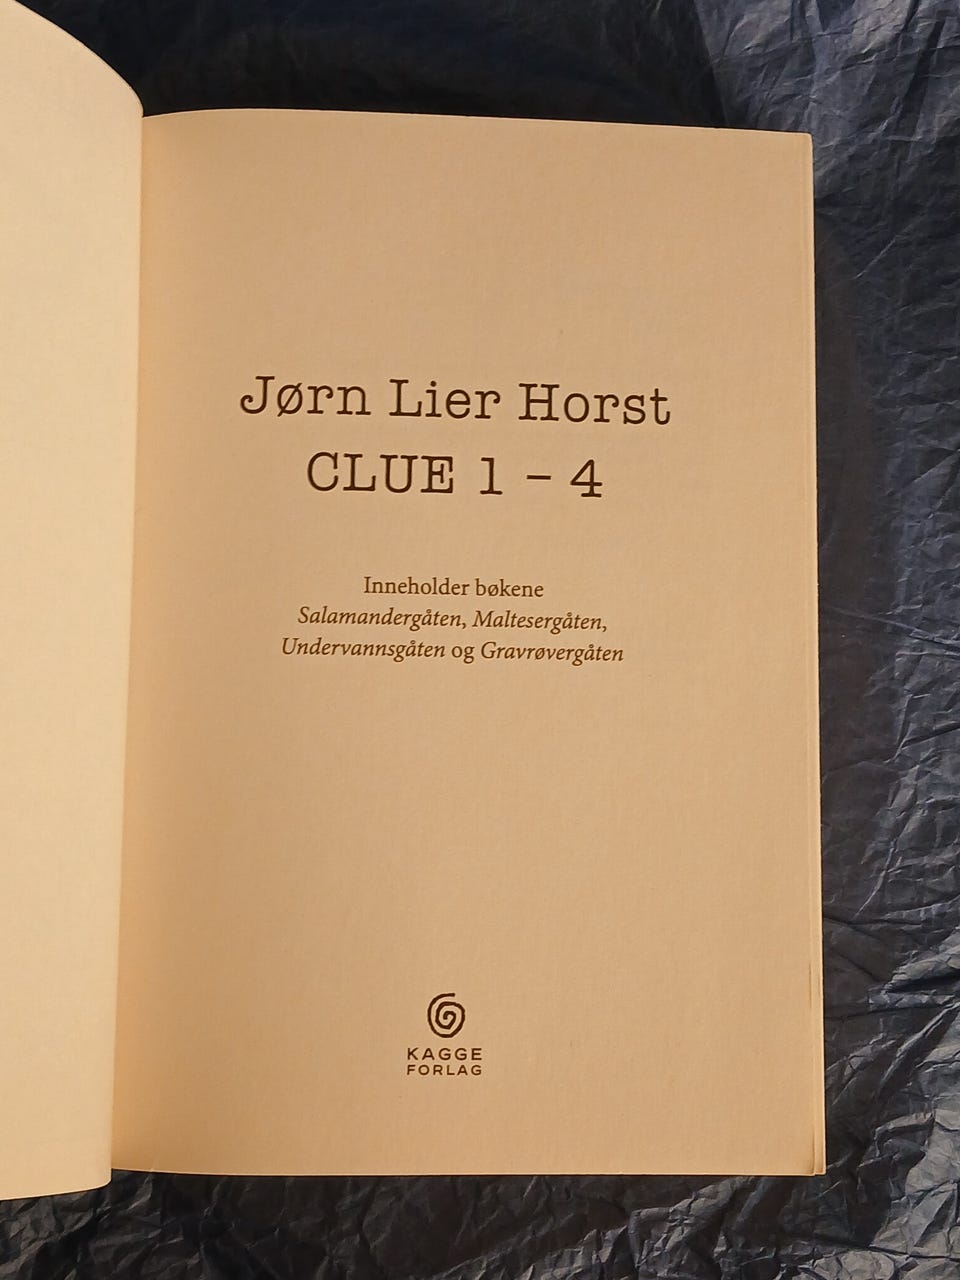 Jørn Lier Horst
CLUE 1 – 4
Inneholder bøkene
Salamandergåten, Maltesergåten,
Undervannsgåten og Gravrøvergåten
KAGGE
FORLAG